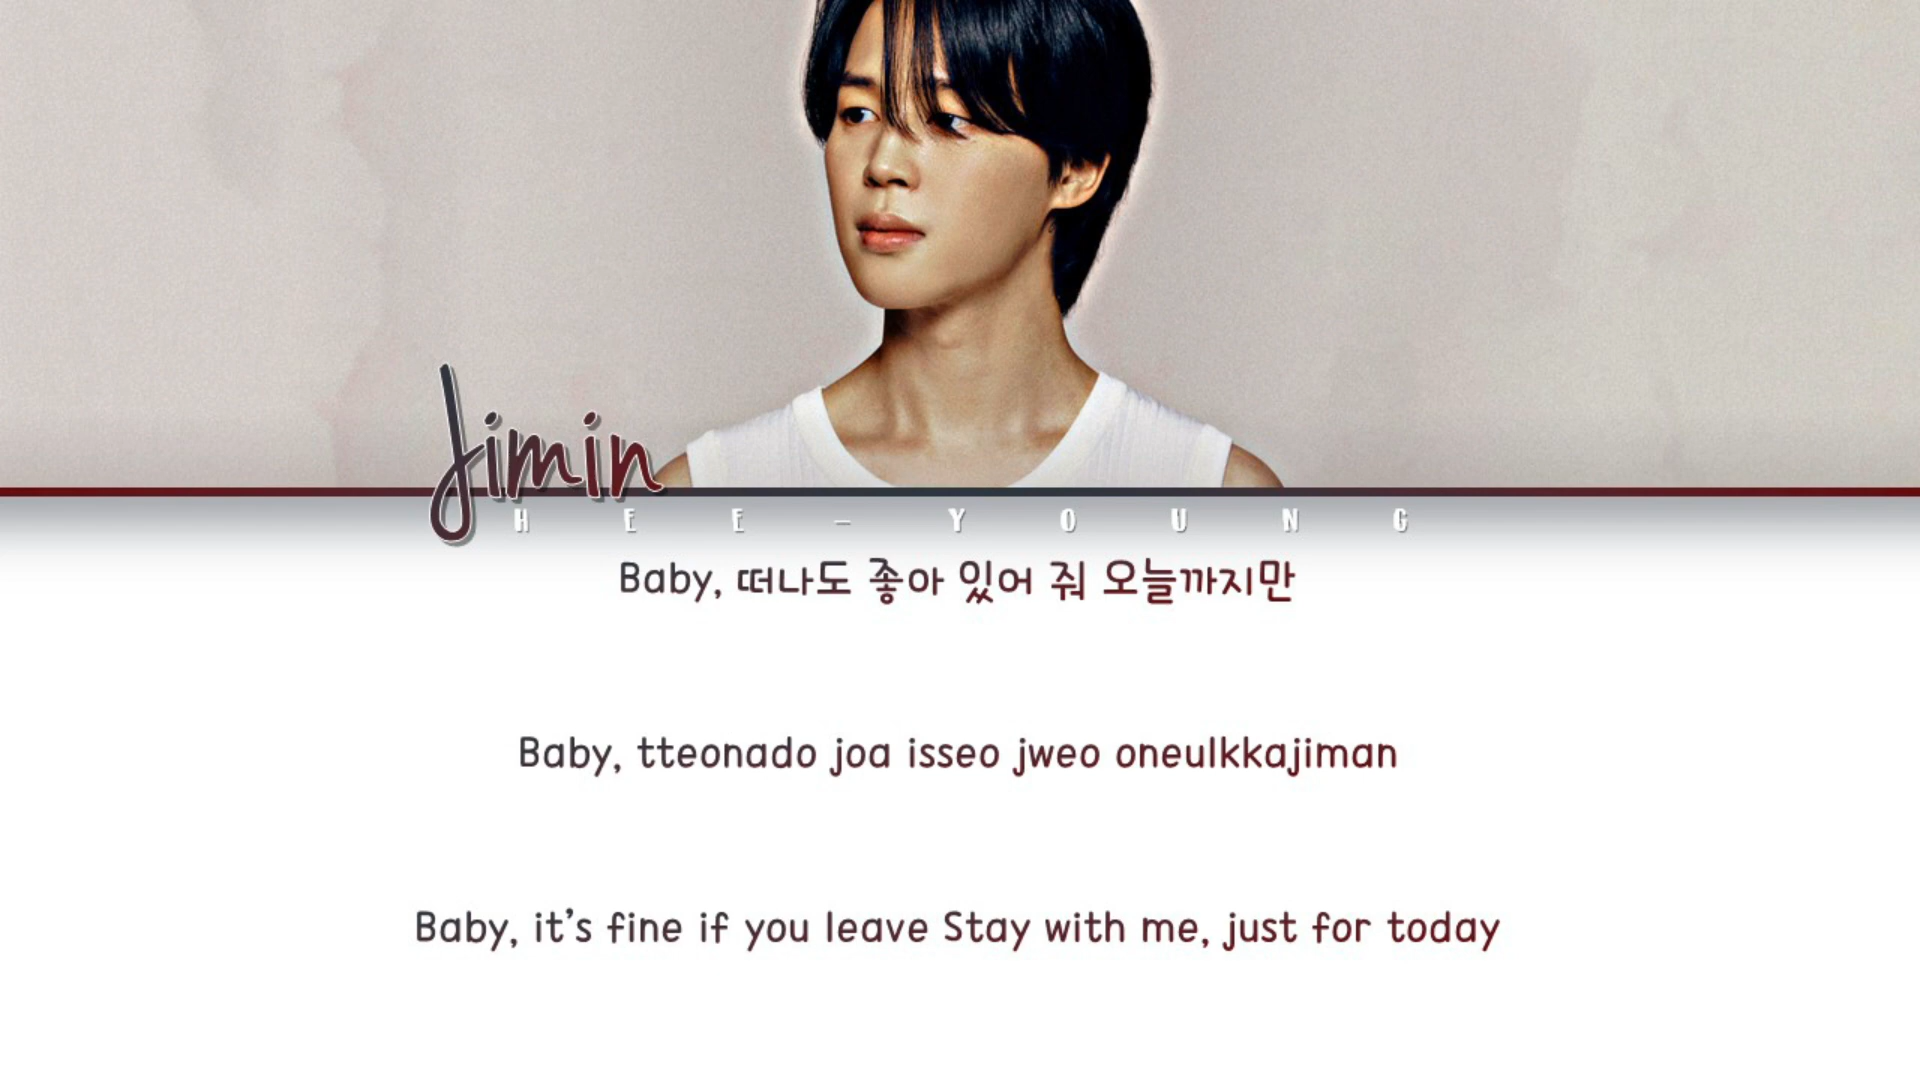 Jimin
HEE-YOUNG
Baby, 떠나도 좋아 있어 줘 오늘까지만
Baby, tteonado joa isseo jweo oneulkkajiman
Baby, it’s fine if you leave Stay with me, just for today